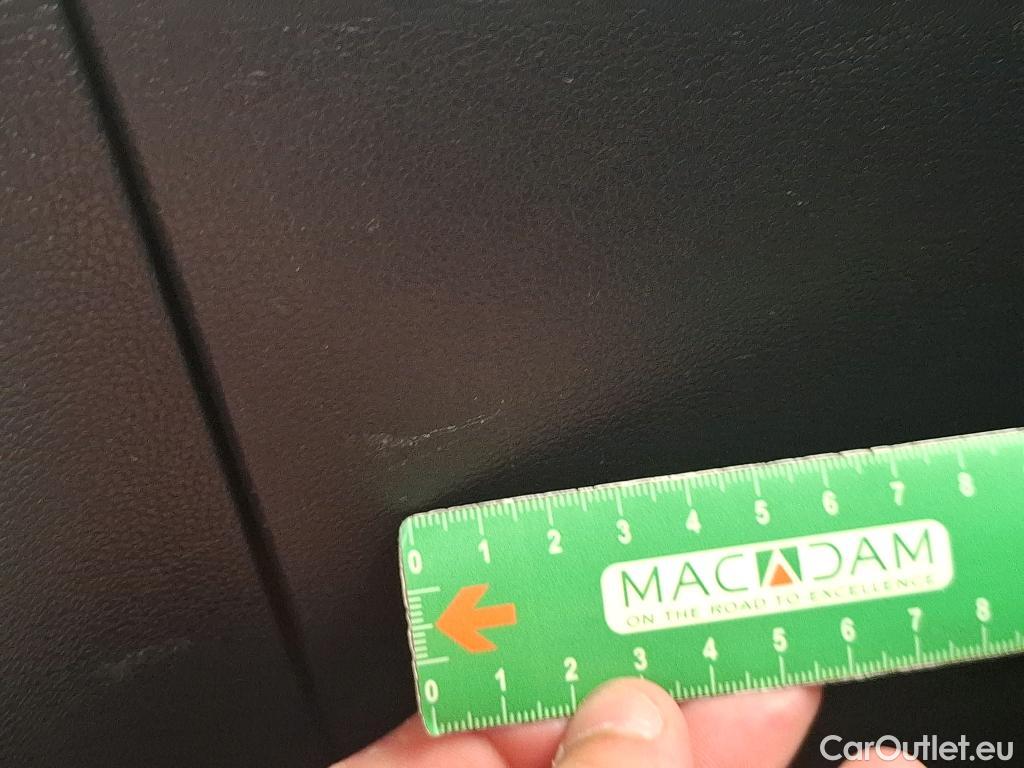 0 1 2 3 4 5 6 7 8
MACADAM
ON THE ROAD TO EXCELLENCE
0 1 2 3 4 5 6 7 8
CarOutlet.eu